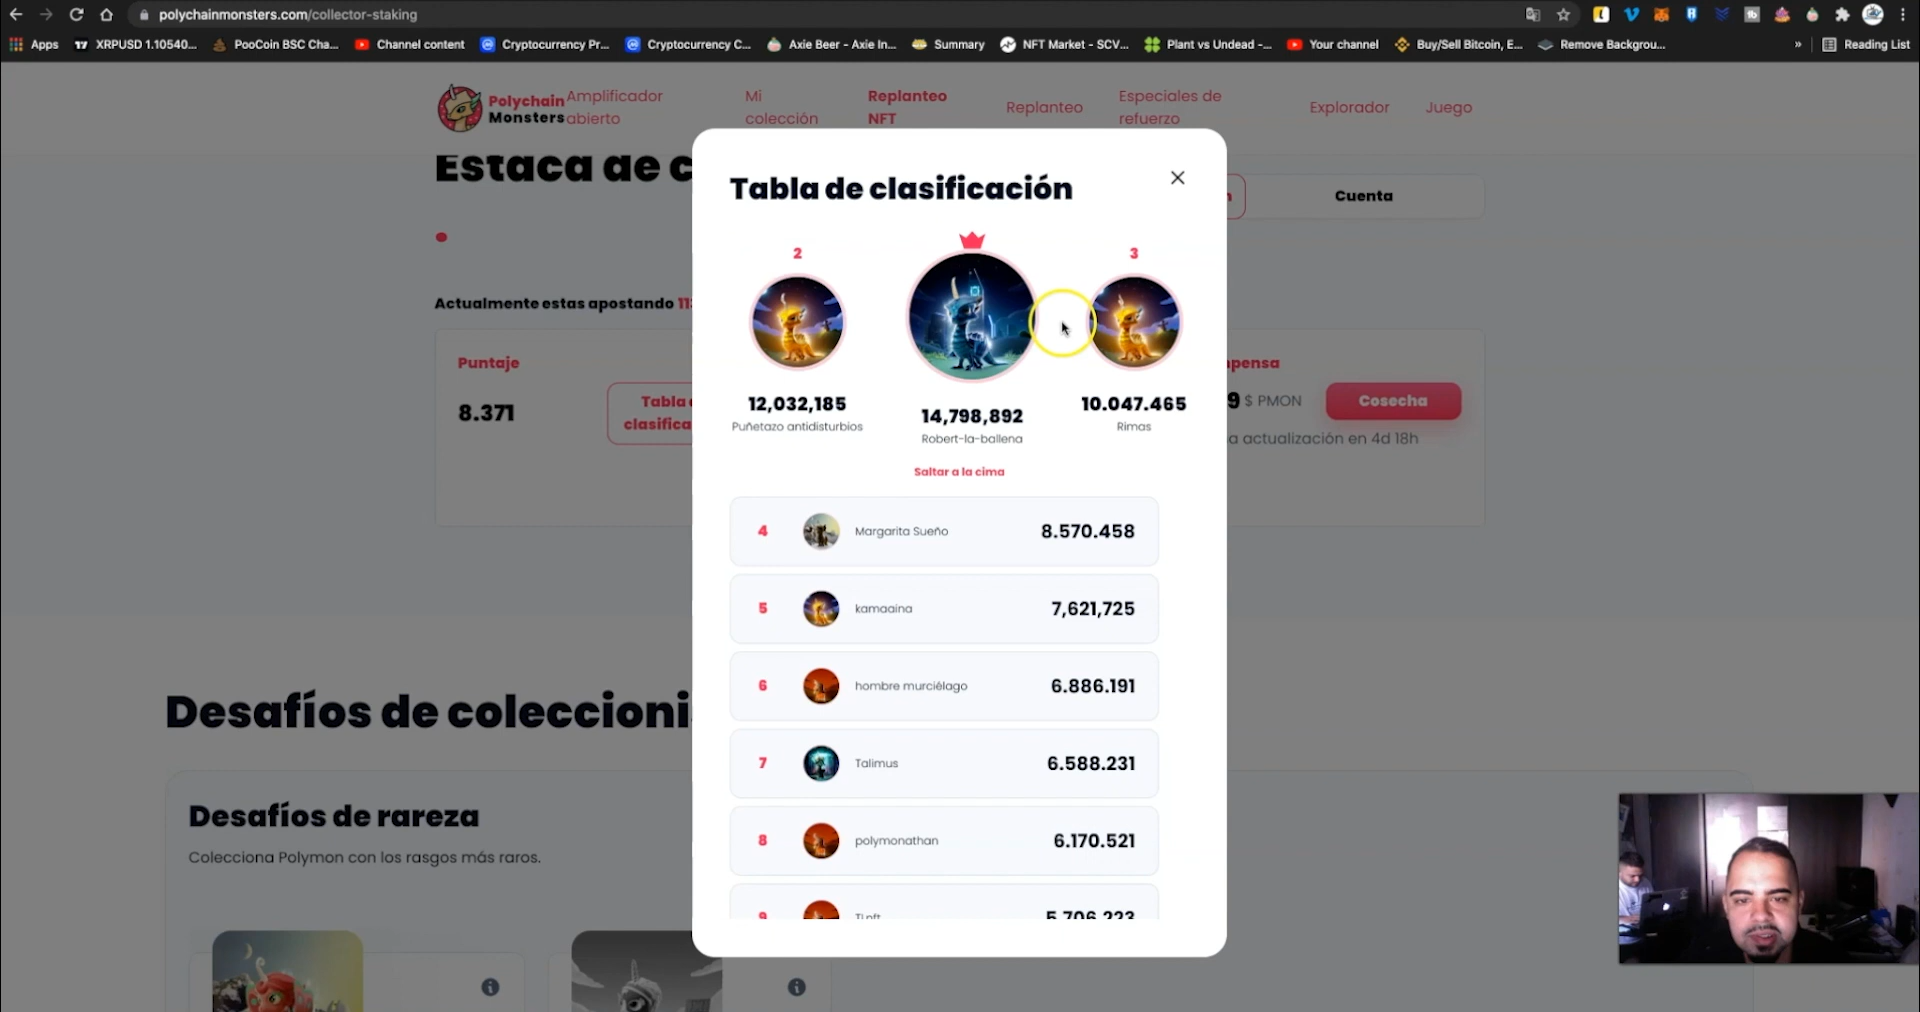 polychainmonsters.com/collector-staking
Apps
XRPUSD 1.10540...
PooCoin BSC Cha...
Channel content
Cryptocurrency Pr...
Cryptocurrency C...
Axie Beer - Axie In...
Summary
NFT Market - SCV...
Plant vs Undead -...
Your channel
Buy/Sell Bitcoin, E...
Remove Backgrou...
»
Reading List
Polychain
Monsters
Amplificador
abierto
Mi
colección
Replanteo
NFT
Replanteo
Especiales de
refuerzo
Explorador
Juego
Estaca de c
Cuenta
Actualmente estas apostando 11
Puntaje
8.371
Tabla
clasifica
pensa
9 $ PMON
Cosecha
a actualización en 4d 18h
Tabla de clasificación
2
12,032,185
Puñetazo antidisturbios
14,798,892
Robert-la-ballena
3
10.047.465
Rimas
Saltar a la cima
4 Margarita Sueño 8.570.458
5 kamaaina 7,621,725
6 hombre murciélago 6.886.191
7 Talimus 6.588.231
8 polymonathan 6.170.521
9 5.706.223
Desafíos de coleccioni
Desafíos de rareza
Colecciona Polymon con los rasgos más raros.